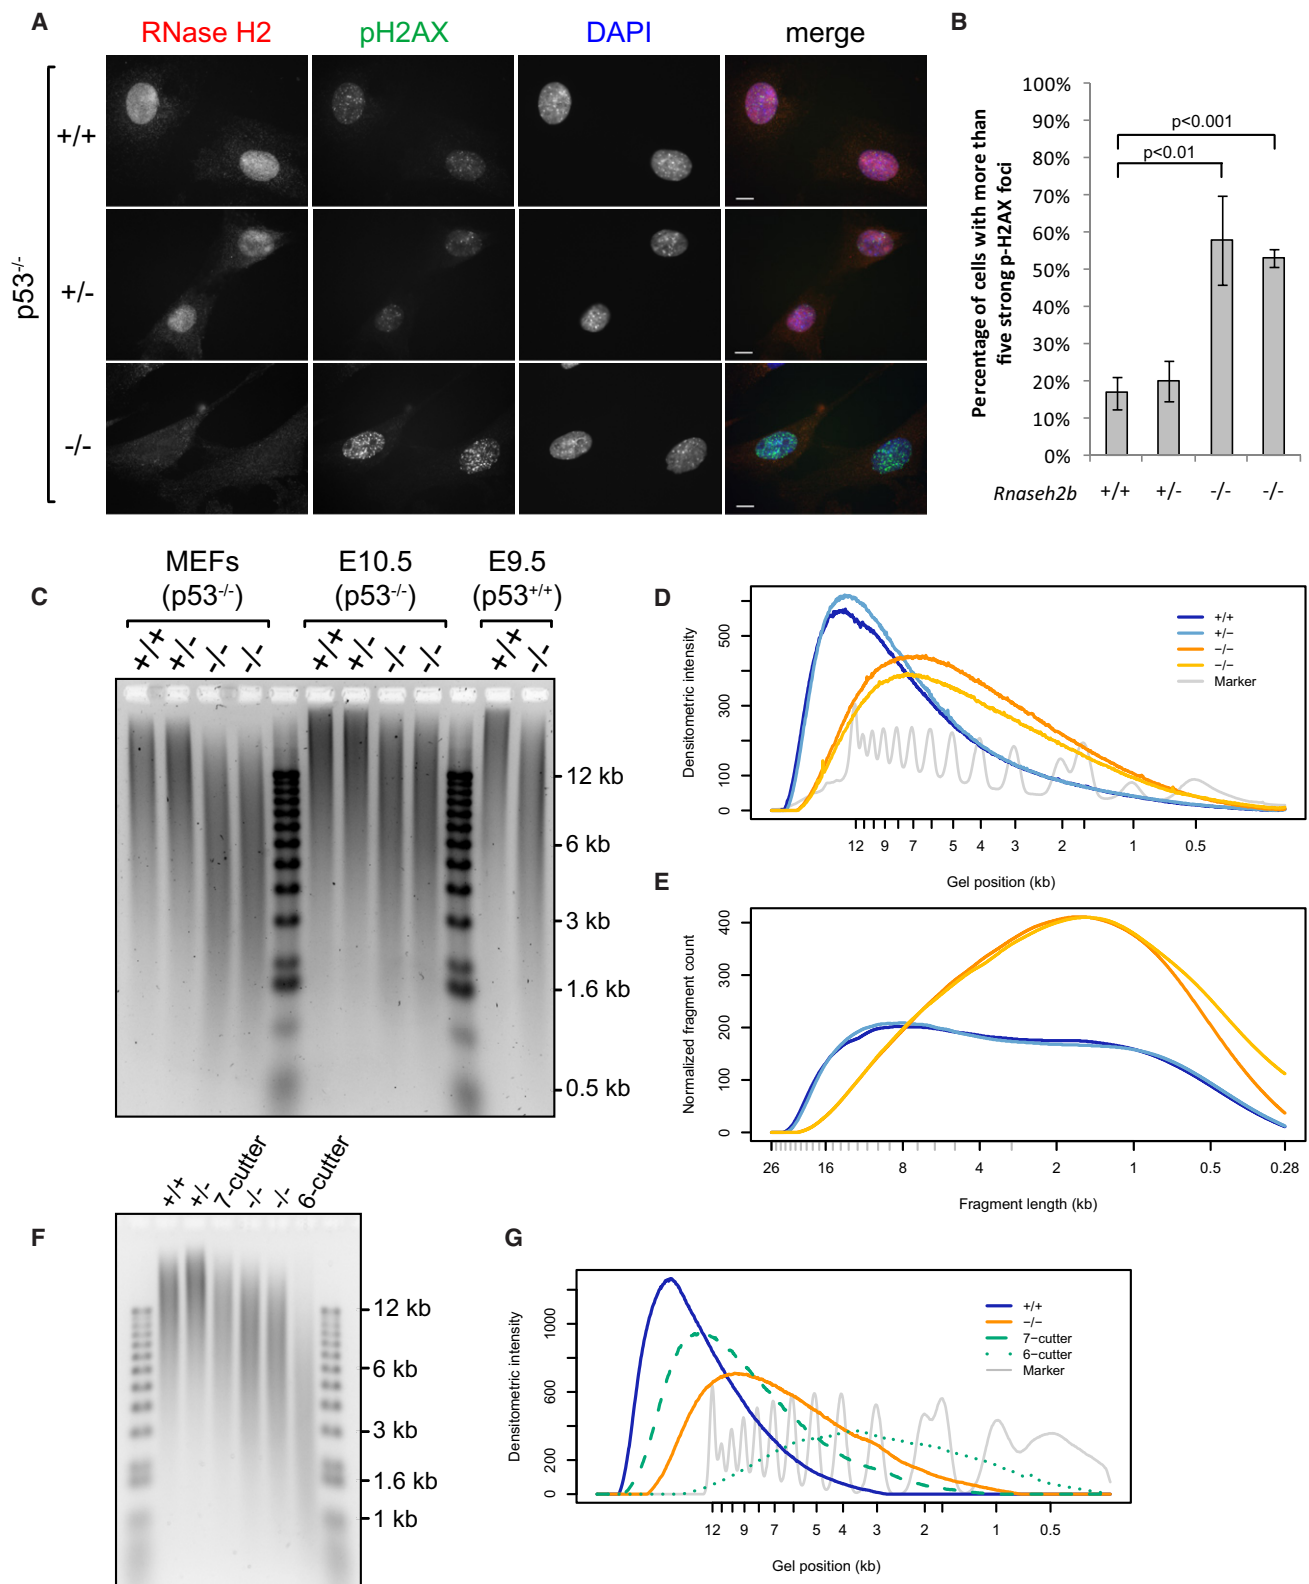 A
RNase H2 pH2AX DAPI merge
p53-/-
+/+
+/-
-/-
B
Percentage of cells with more than
five strong p-H2AX foci
100%
90%
80%
70%
60%
50%
40%
30%
20%
10%
0%
p<0.001
p<0.01
Rnaseh2b +/+ +/- -/- -/-
C
MEFs E10.5 E9.5
(p53-/-) (p53-/-) (p53+/+)
+/+ +/- -/- -/- +/+ +/- -/- -/- +/+ -/-
12 kb
6 kb
3 kb
1.6 kb
0.5 kb
D
Densitometric intensity
500
300
100
0
+/+
+/−
−/−
−/−
Marker
12 9 7 5 4 3 2 1 0.5
Gel position (kb)
E
Normalized fragment count
400
300
200
100
0
26 16 8 4 2 1 0.5 0.28
Fragment length (kb)
F
+/+ +/- 7-cutter -/- -/- 6-cutter
12 kb
6 kb
3 kb
1.6 kb
1 kb
G
Densitometric intensity
1000
600
200
0
+/+
−/−
7−cutter
6−cutter
Marker
12 9 7 5 4 3 2 1 0.5
Gel position (kb)